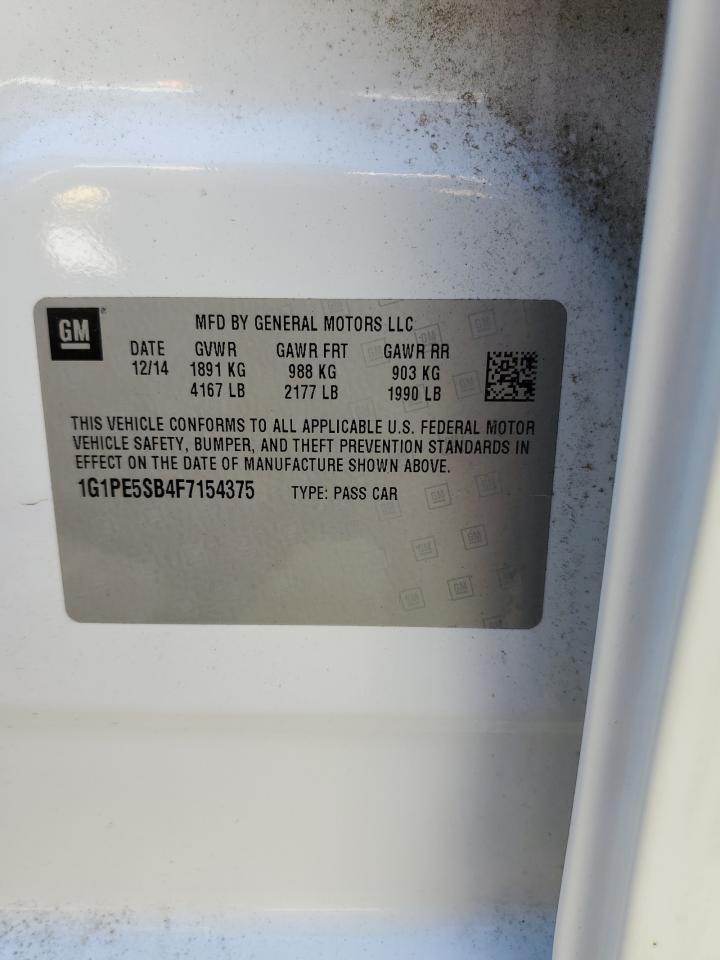 GM
MFD BY GENERAL MOTORS LLC
DATE GVWR GAWR FRT GAWR RR
12/14 1891 KG 988 KG 903 KG
4167 LB 2177 LB 1990 LB
THIS VEHICLE CONFORMS TO ALL APPLICABLE U.S. FEDERAL MOTOR
VEHICLE SAFETY, BUMPER, AND THEFT PREVENTION STANDARDS IN
EFFECT ON THE DATE OF MANUFACTURE SHOWN ABOVE.
1G1PE5SB4F7154375 TYPE: PASS CAR